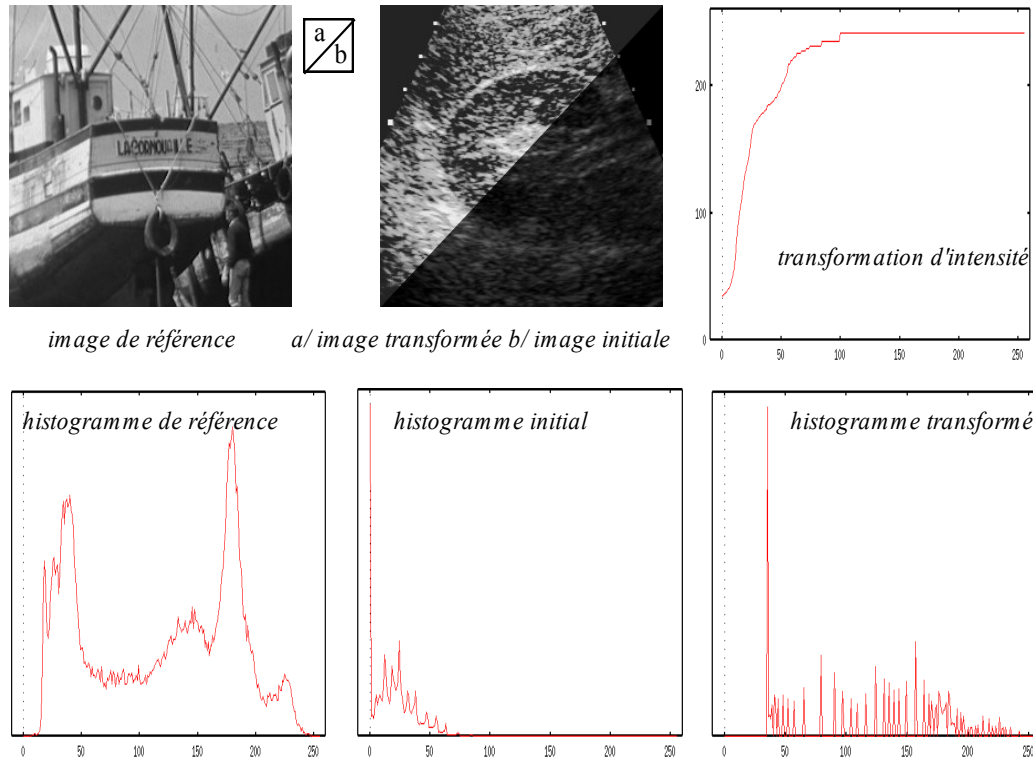 LACORNOUAILLE
a
b
200
100
0
0 50 100 150 200 250
transformation d'intensité
image de référence
a/ image transformée b/ image initiale
histogramme de référence
0 50 100 150 200 250
histogramme initial
0 50 100 150 200 250
histogramme transformé
0 50 100 150 200 250